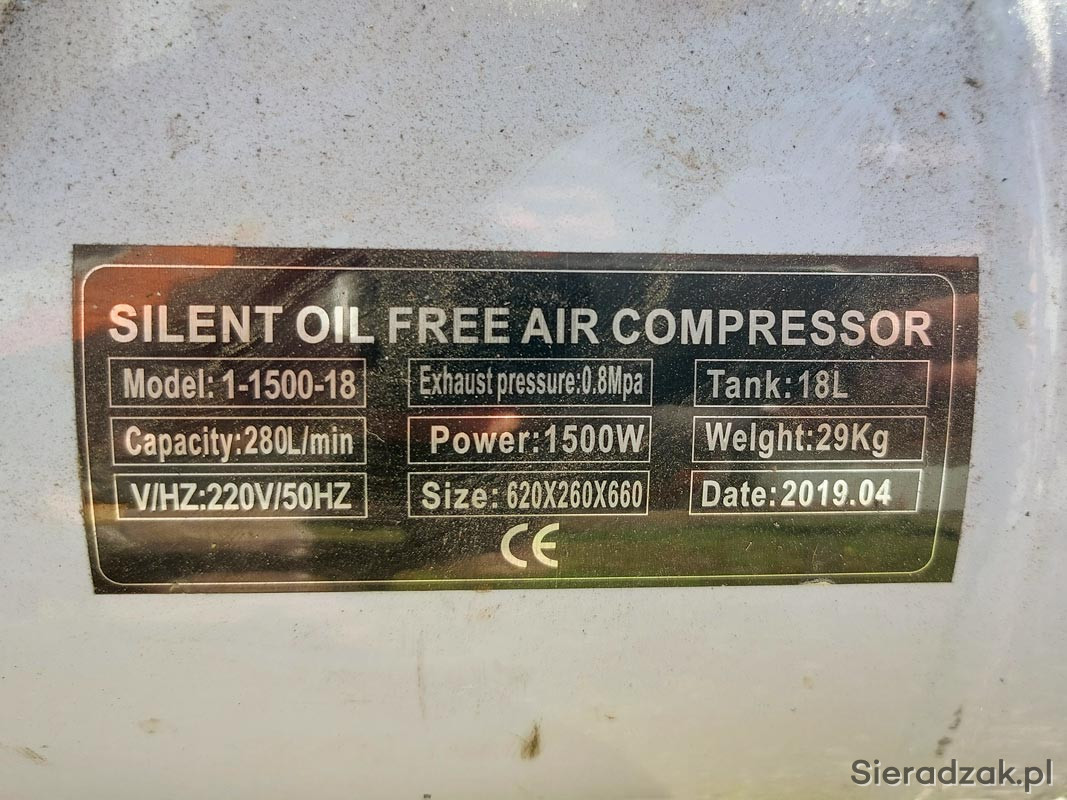 SILENT OIL FREE AIR COMPRESSOR
Model: 1-1500-18 Exhaust pressure:0.8Mpa Tank: 18L
Capacity:280L/min Power:1500W Welght:29Kg
V/HZ:220V/50HZ Size: 620X260X660 Date: 2019.04
CE
Sieradzak.pl